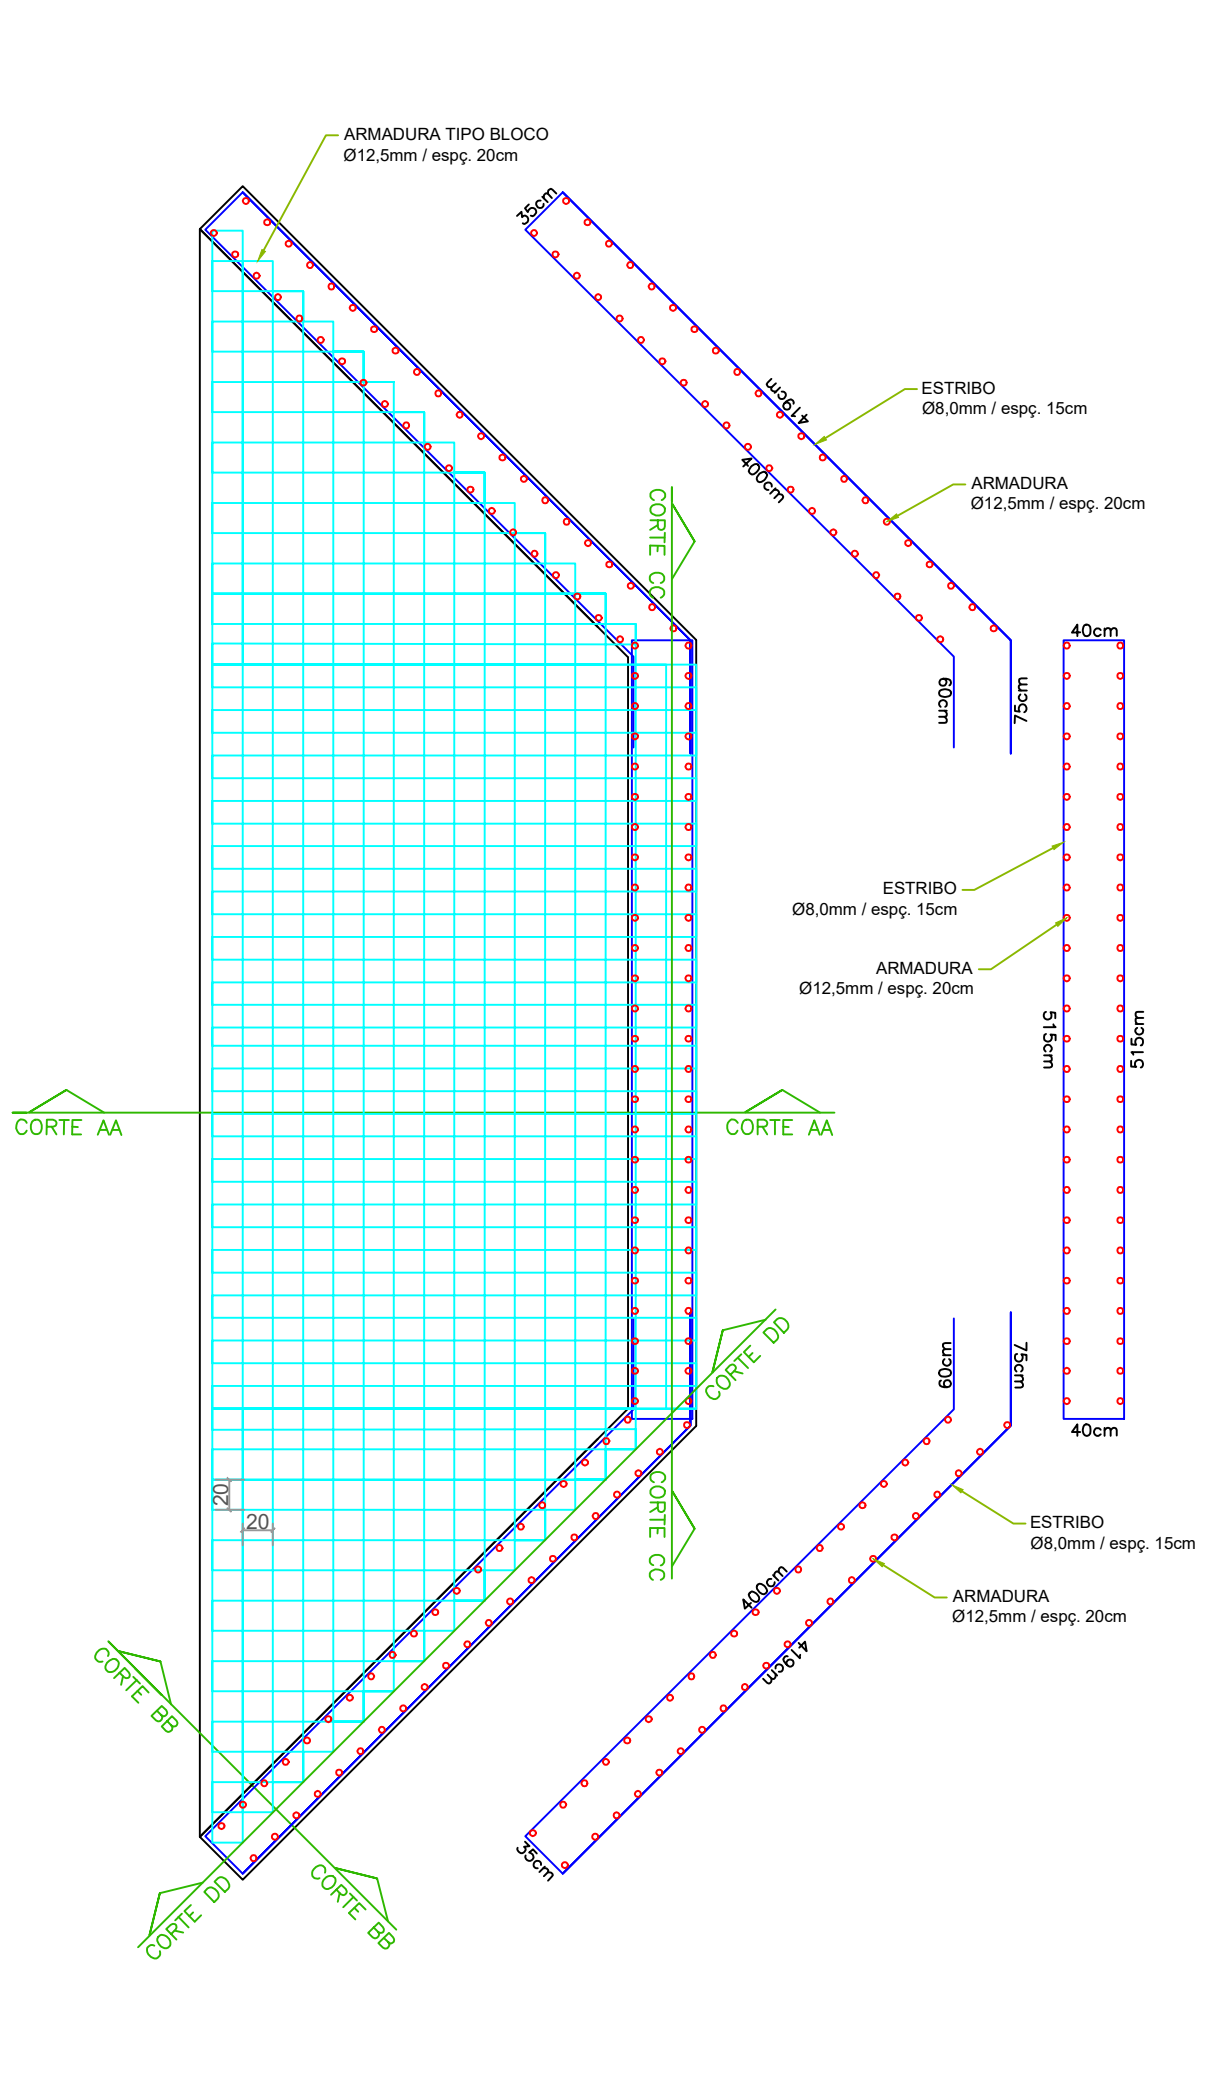 ARMADURA TIPO BLOCO
Ø12,5mm / espç. 20cm
35cm
419cm
400cm
ESTRIBO
Ø8,0mm / espç. 15cm
ARMADURA
Ø12,5mm / espç. 20cm
CORTE CC
40cm
60cm
75cm
ESTRIBO
Ø8,0mm / espç. 15cm
ARMADURA
Ø12,5mm / espç. 20cm
515cm
515cm
CORTE AA
CORTE AA
CORTE DD
60cm
75cm
40cm
CORTE CC
20
20
ESTRIBO
Ø8,0mm / espç. 15cm
400cm
ARMADURA
Ø12,5mm / espç. 20cm
419cm
CORTE BB
35cm
CORTE DD
CORTE BB